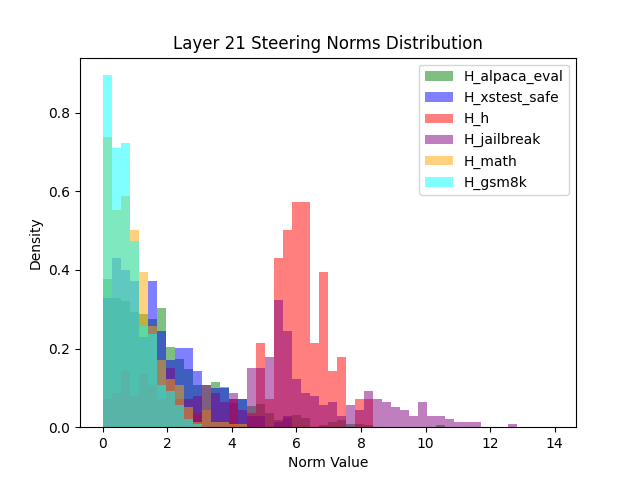 Layer 21 Steering Norms Distribution
H_alpaca_eval
H_xstest_safe
H_h
H_jailbreak
H_math
H_gsm8k
Density
0.8
0.6
0.4
0.2
0.0
0 2 4 6 8 10 12 14
Norm Value